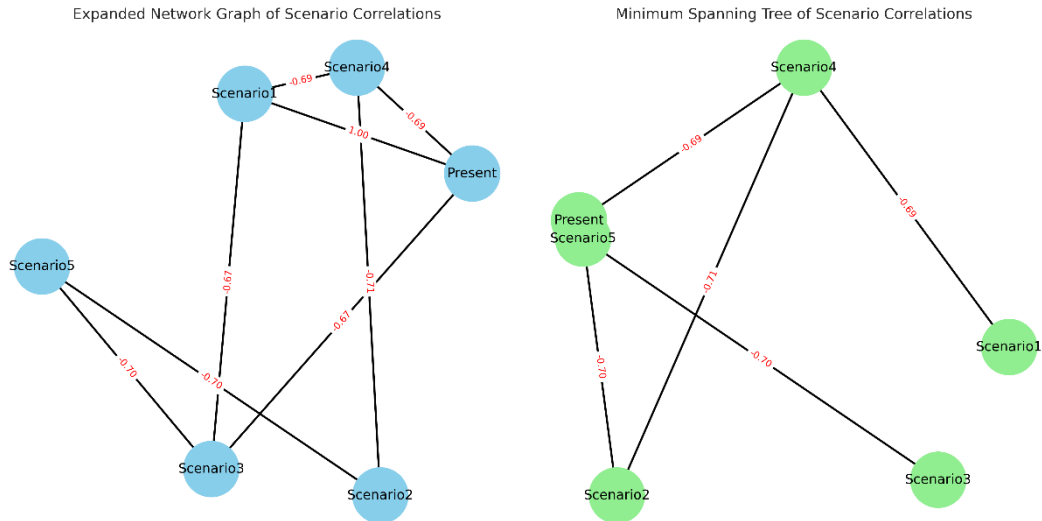 Expanded Network Graph of Scenario Correlations
Scenario4
-0.69
Scenario1
-0.69
1.00
Present
Scenario5
-0.67
-0.71
-0.67
-0.70
-0.70
Scenario3
Scenario2
Minimum Spanning Tree of Scenario Correlations
Scenario4
-0.69
-0.69
Present
Scenario5
-0.71
Scenario1
-0.70
-0.70
Scenario3
Scenario2